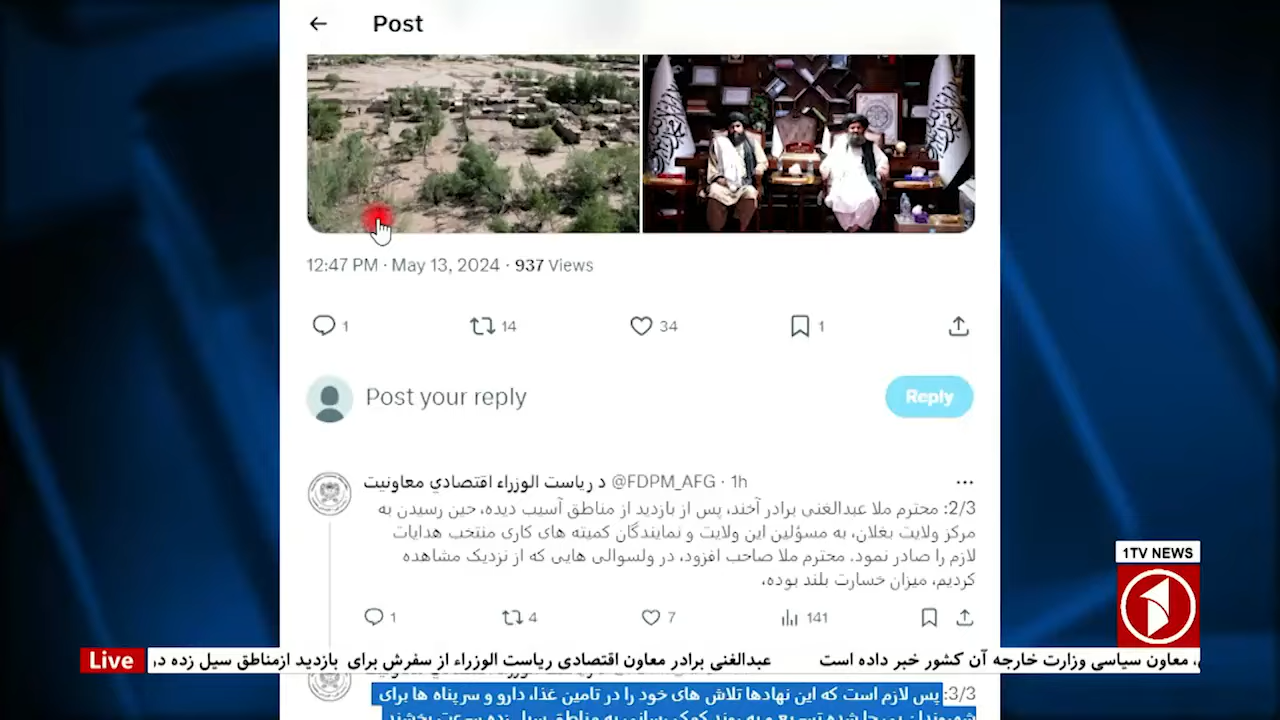 Post
12:47 PM · May 13, 2024 · 937 Views
1
14
34
1
Post your reply
Reply
د ریاست الوزراء اقتصادي معاونیت @FDPM_AFG · 1h
2/3: محترم ملا عبدالغنی برادر آخند، پس از بازدید از مناطق آسیب دیده، حین رسیدن به
مرکز ولایت بغلان، به مسؤلین این ولایت و نمایندگان کمیته های کاری منتخب هدایات
لازم را صادر نمود. محترم ملا صاحب افزود، در ولسوالی هایی که از نزدیک مشاهده
کردیم، میزان خسارت بلند بوده،
1
4
7
141
1TV NEWS
Live
، معاون سیاسی وزارت خارجه آن کشور خبر داده است
عبدالغنی برادر معاون اقتصادی ریاست الوزراء از سفرش برای بازدید ازمناطق سیل زده در
3/3: پس لازم است که این نهادها تلاش های خود را در تامین غذا، دارو و سرپناه ها برای